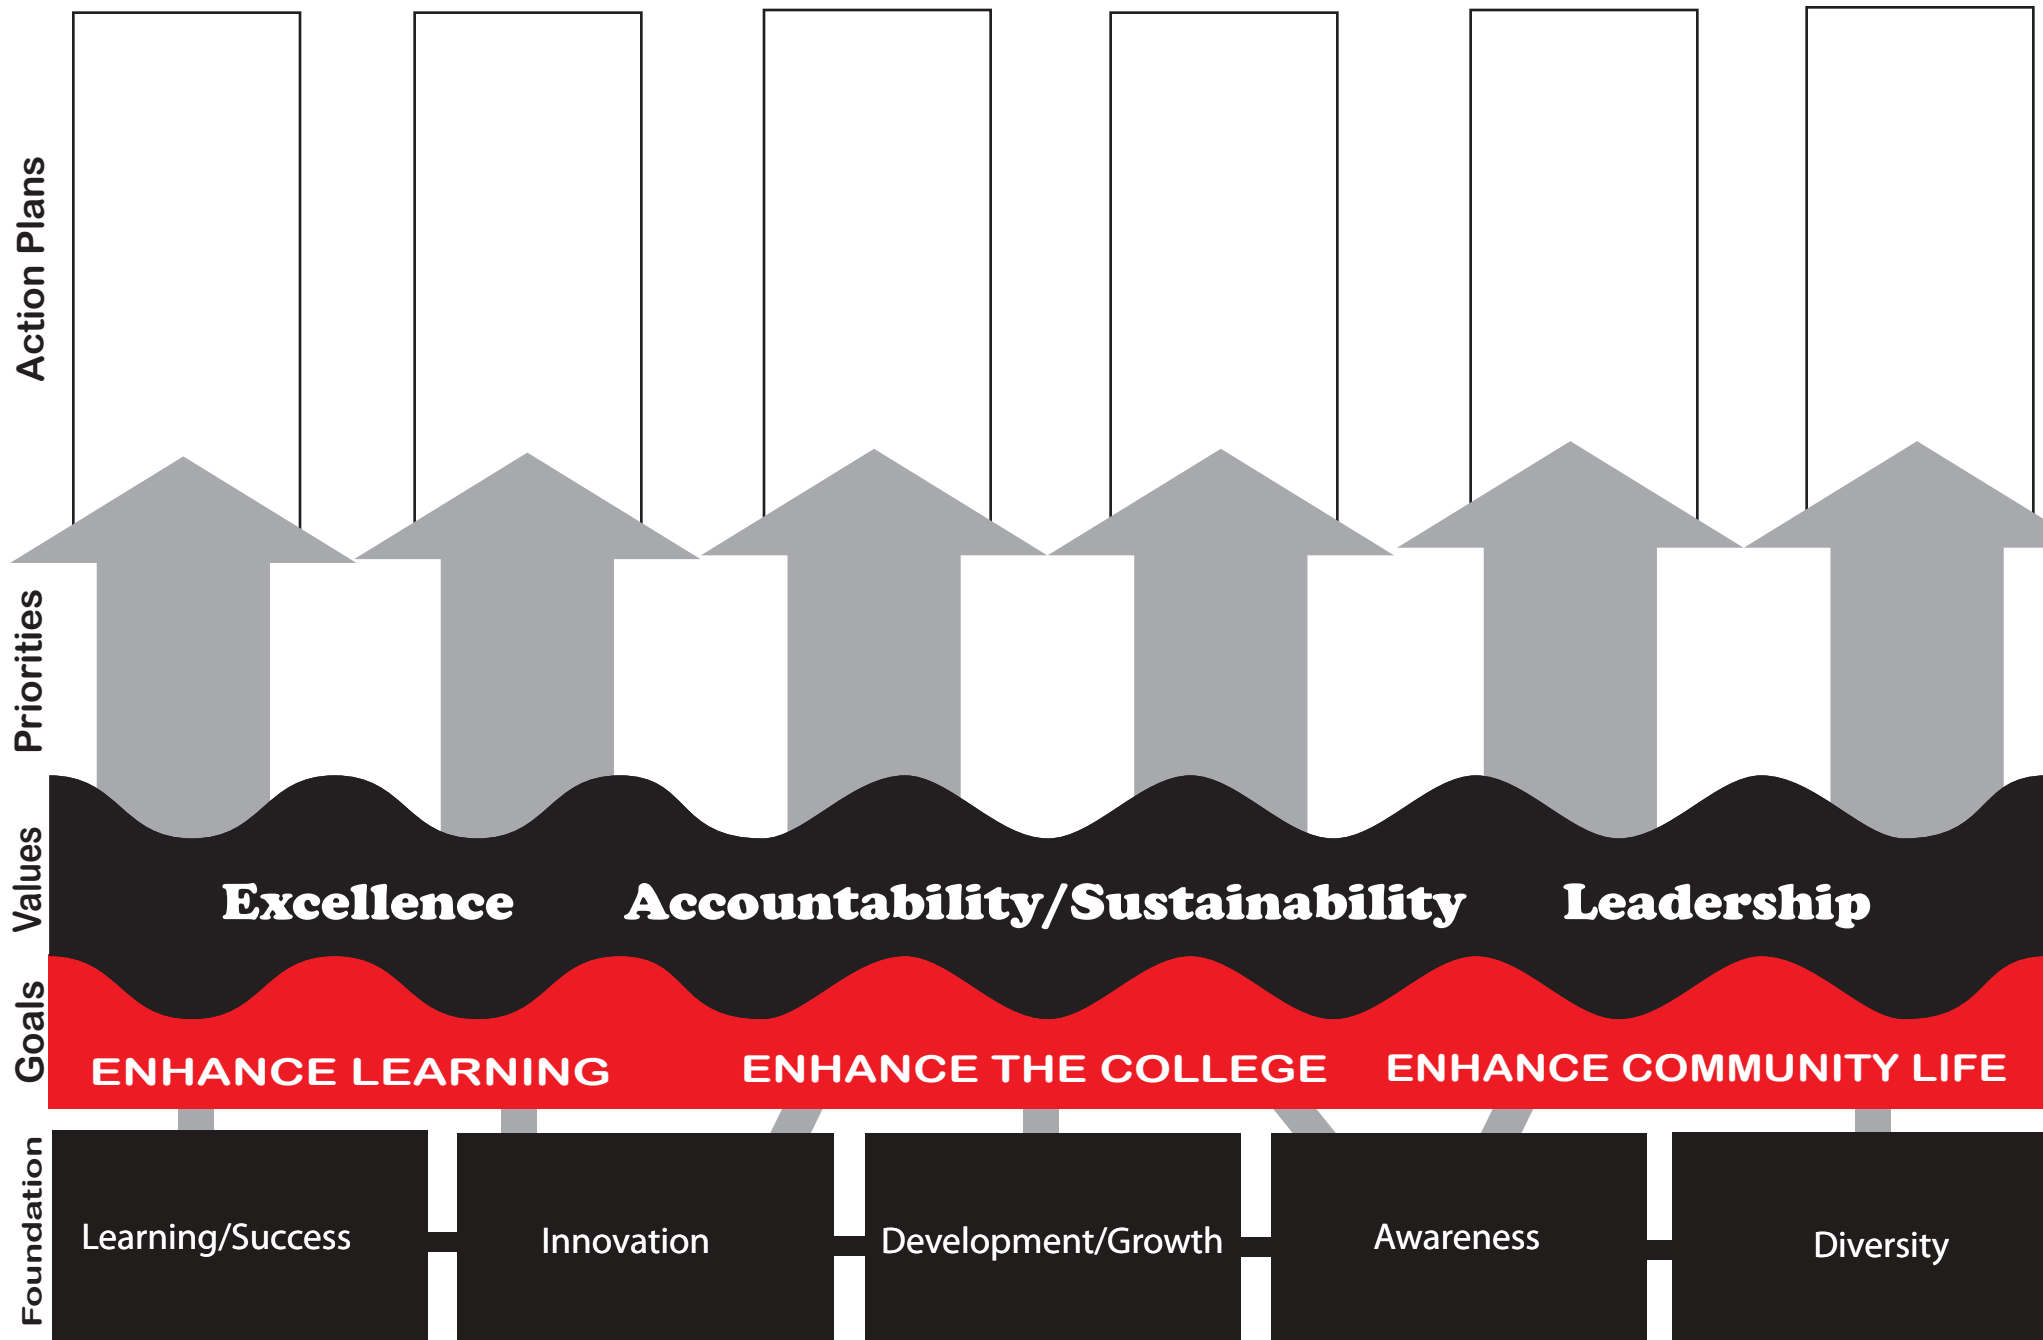 Action Plans
Priorities
Values
Excellence Accountability/Sustainability Leadership
Goals
ENHANCE LEARNING ENHANCE THE COLLEGE ENHANCE COMMUNITY LIFE
Foundation
Learning/Success Innovation Development/Growth Awareness Diversity